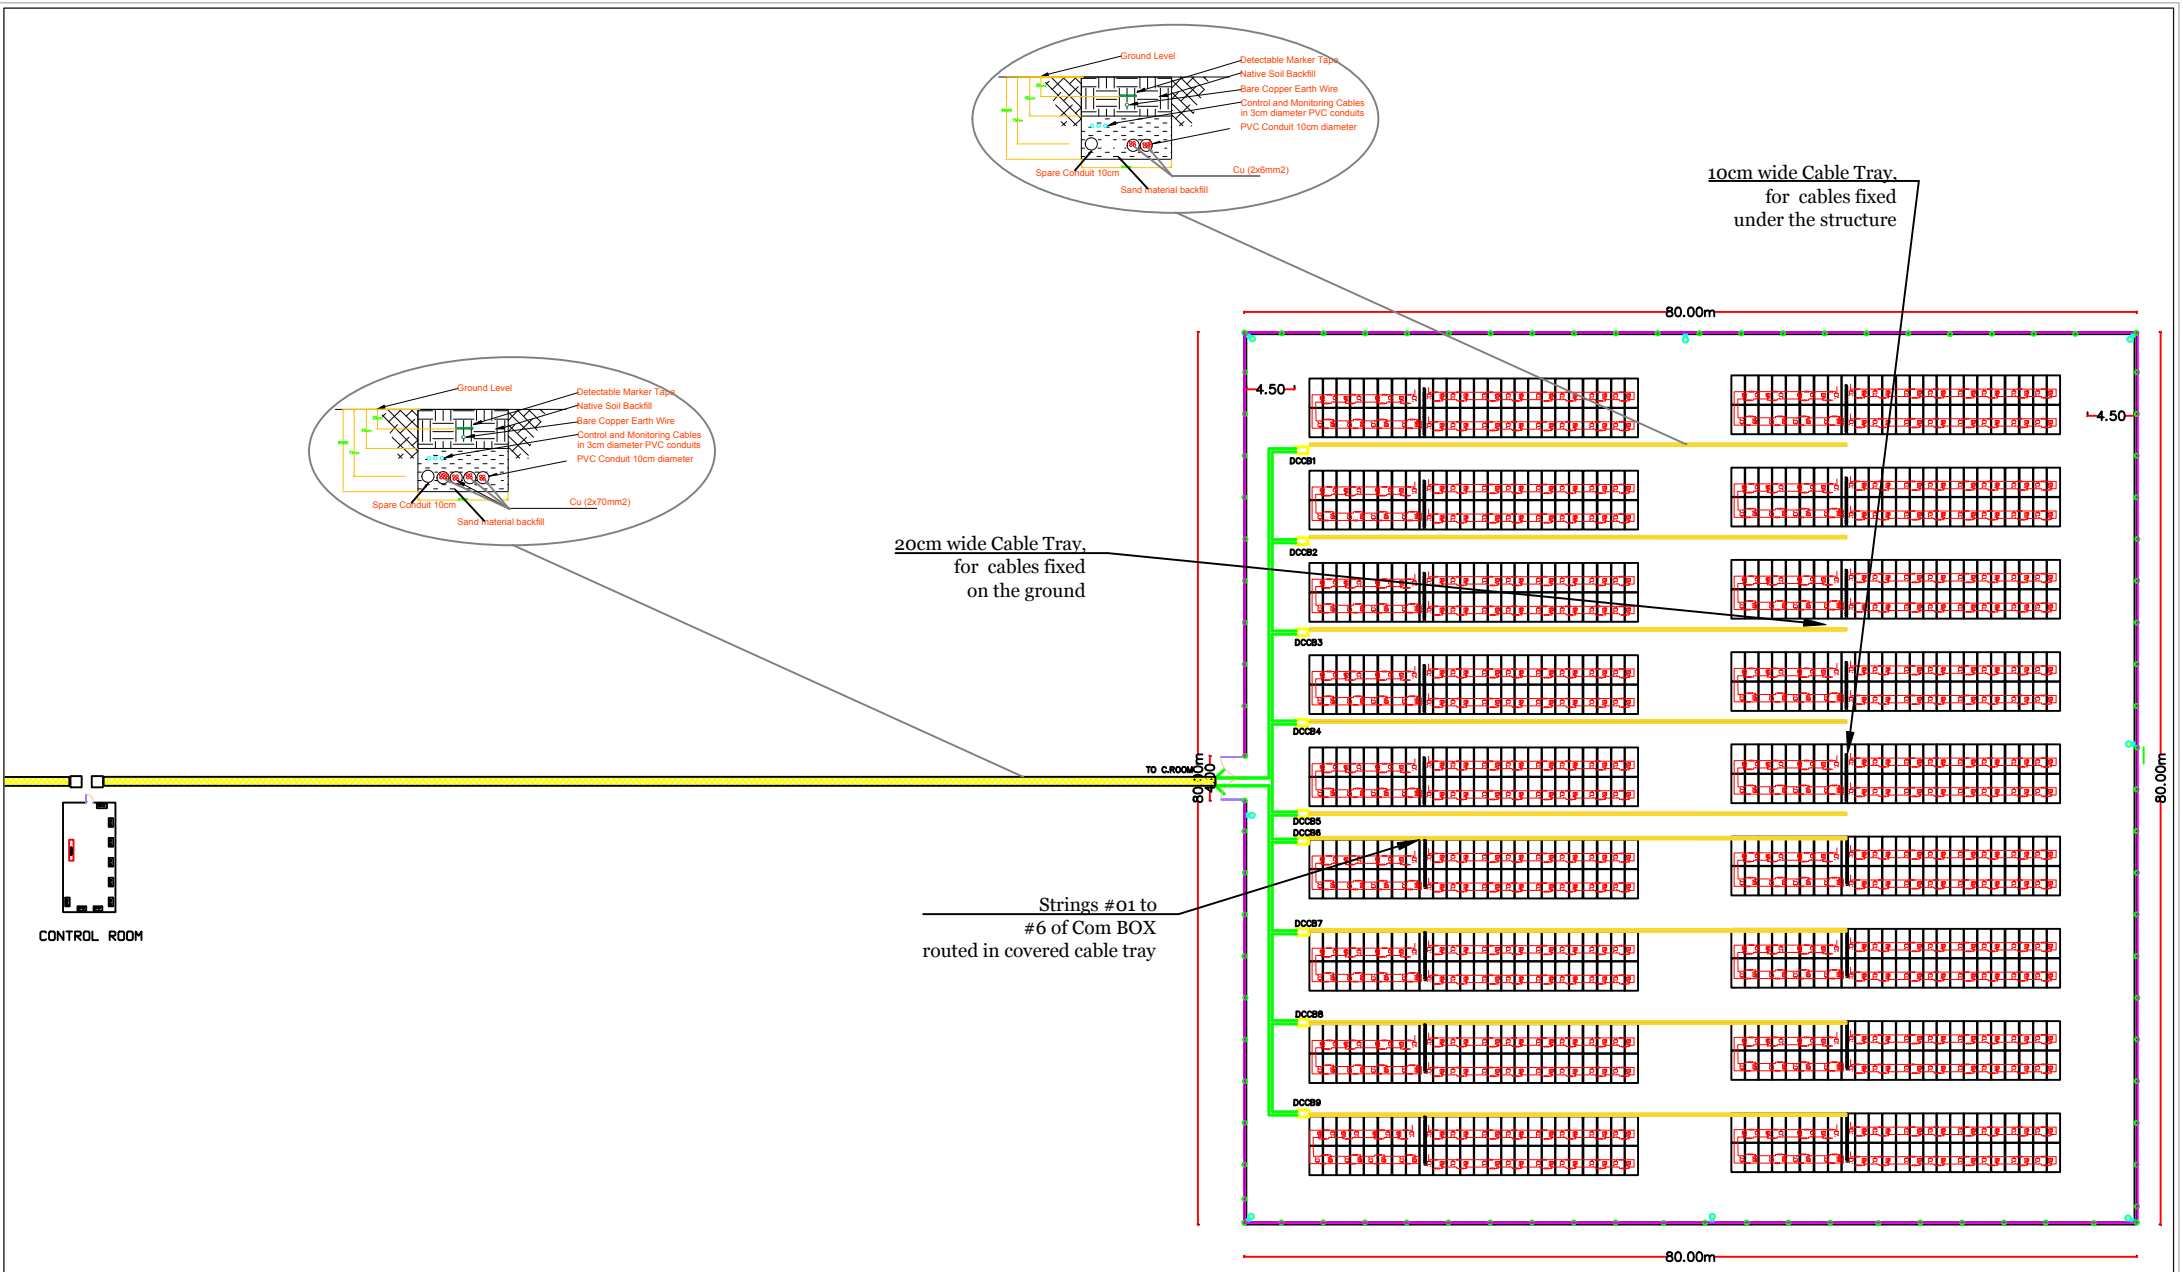 Ground Level
Detectable Marker Tape
Native Soil Backfill
Bare Copper Earth Wire
Control and Monitoring Cables
in 3cm diameter PVC conduits
PVC Conduit 10cm diameter
Cu (2x6mm2)
Spare Conduit 10cm
Sand material backfill
10cm wide Cable Tray,
for cables fixed
under the structure
80.00m
4.50
4.50
Ground Level
Detectable Marker Tape
Native Soil Backfill
Bare Copper Earth Wire
Control and Monitoring Cables
in 3cm diameter PVC conduits
PVC Conduit 10cm diameter
Cu (2x70mm2)
Spare Conduit 10cm
Sand material backfill
20cm wide Cable Tray,
for cables fixed
on the ground
DCCB1
DCCB2
DCCB3
DCCB4
TO C.ROOM
80.00m
4.00
80.00m
DCCB5
DCCB6
Strings #01 to
#6 of Com BOX
routed in covered cable tray
DCCB7
DCCB8
DCCB9
CONTROL ROOM
80.00m